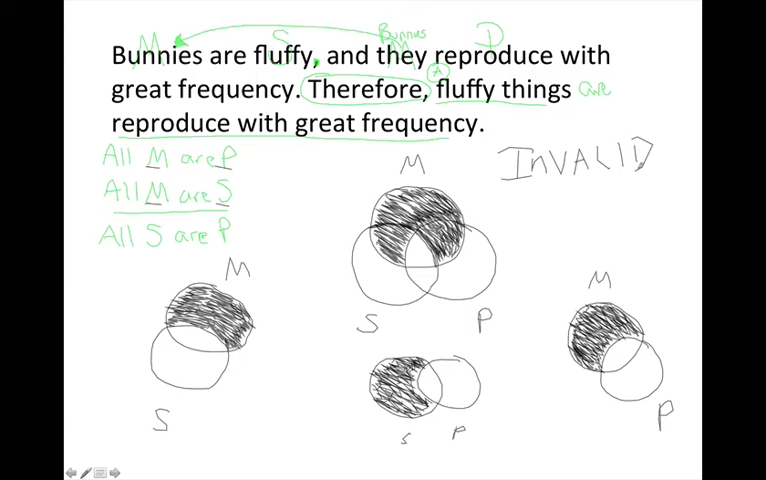 M S Bunnies M P
Bunnies are fluffy, and they reproduce with
A
great frequency. Therefore, fluffy things are
reproduce with great frequency.
All M are P
All M are S
All S are P
M
INVALID
S P
M
S
S P
M
P